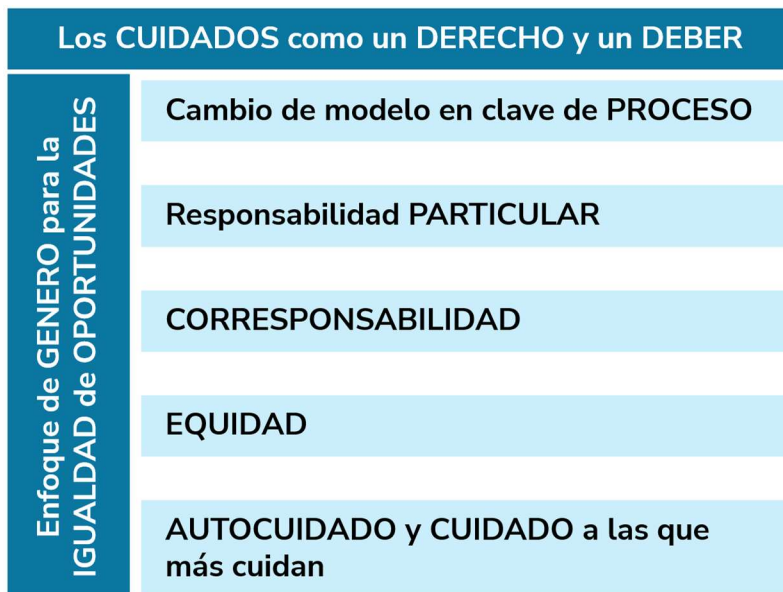 Los CUIDADOS como un DERECHO y un DEBER
Enfoque de GENERO para la
IGUALDAD de OPORTUNIDADES
Cambio de modelo en clave de PROCESO
Responsabilidad PARTICULAR
CORRESPONSABILIDAD
EQUIDAD
AUTOCUIDADO y CUIDADO a las que
más cuidan